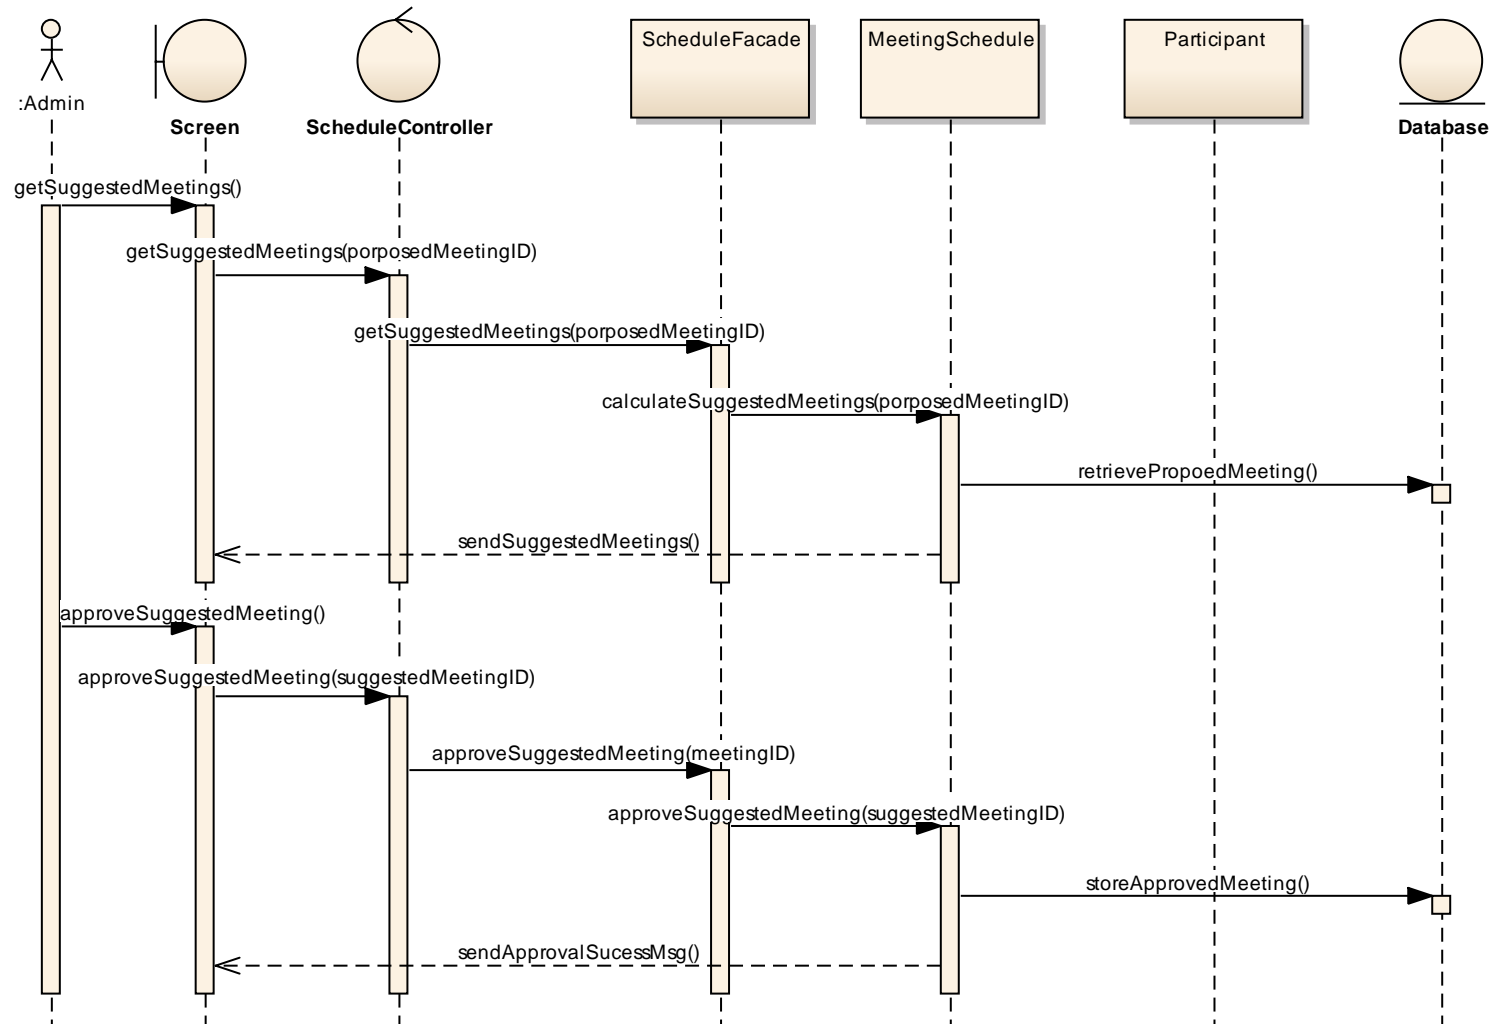 :Admin
Screen
ScheduleController
ScheduleFacade
MeetingSchedule
Participant
Database
getSuggestedMeetings()
getSuggestedMeetings(porposedMeetingID)
getSuggestedMeetings(porposedMeetingID)
calculateSuggestedMeetings(porposedMeetingID)
retrievePropoedMeeting()
sendSuggestedMeetings()
approveSuggestedMeeting()
approveSuggestedMeeting(suggestedMeetingID)
approveSuggestedMeeting(meetingID)
approveSuggestedMeeting(suggestedMeetingID)
storeApprovedMeeting()
sendApprovalSucessMsg()